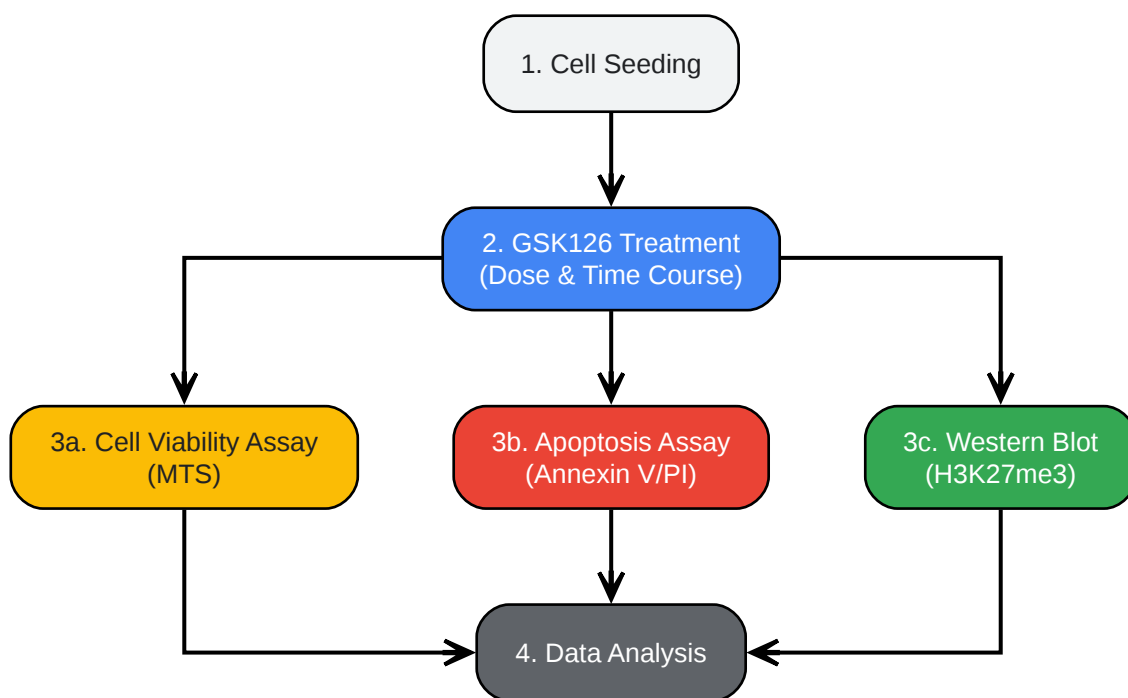 1. Cell Seeding
2. GSK126 Treatment
(Dose & Time Course)
3a. Cell Viability Assay
(MTS)
3b. Apoptosis Assay
(Annexin V/PI)
3c. Western Blot
(H3K27me3)
4. Data Analysis